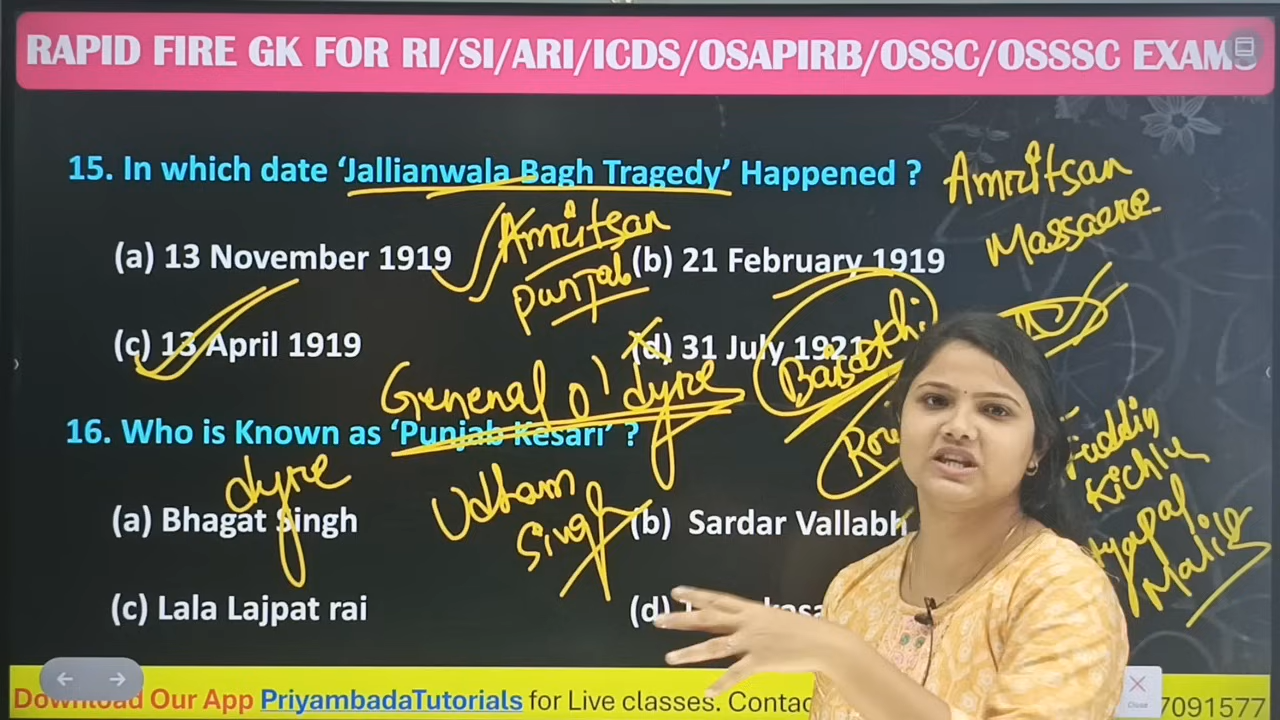 RAPID FIRE GK FOR RI/SI/ARI/ICDS/OSAPIRB/OSSC/OSSSC EXAMS
15. In which date ‘Jallianwala Bagh Tragedy’ Happened ?
Amritsar
Massacre
(a) 13 November 1919
Amritsar
Punjab
(b) 21 February 1919
(c) 13 April 1919
(d) 31 July 1921
Baisakhi
General O' dyre
16. Who is Known as ‘Punjab Kesari’ ?
dyre
Udham
Singh
Kichlu
Malik
(a) Bhagat Singh
(b) Sardar Vallabh
(c) Lala Lajpat rai
(d)
Download Our App PriyambadaTutorials for Live classes. Contac
7091577
Close